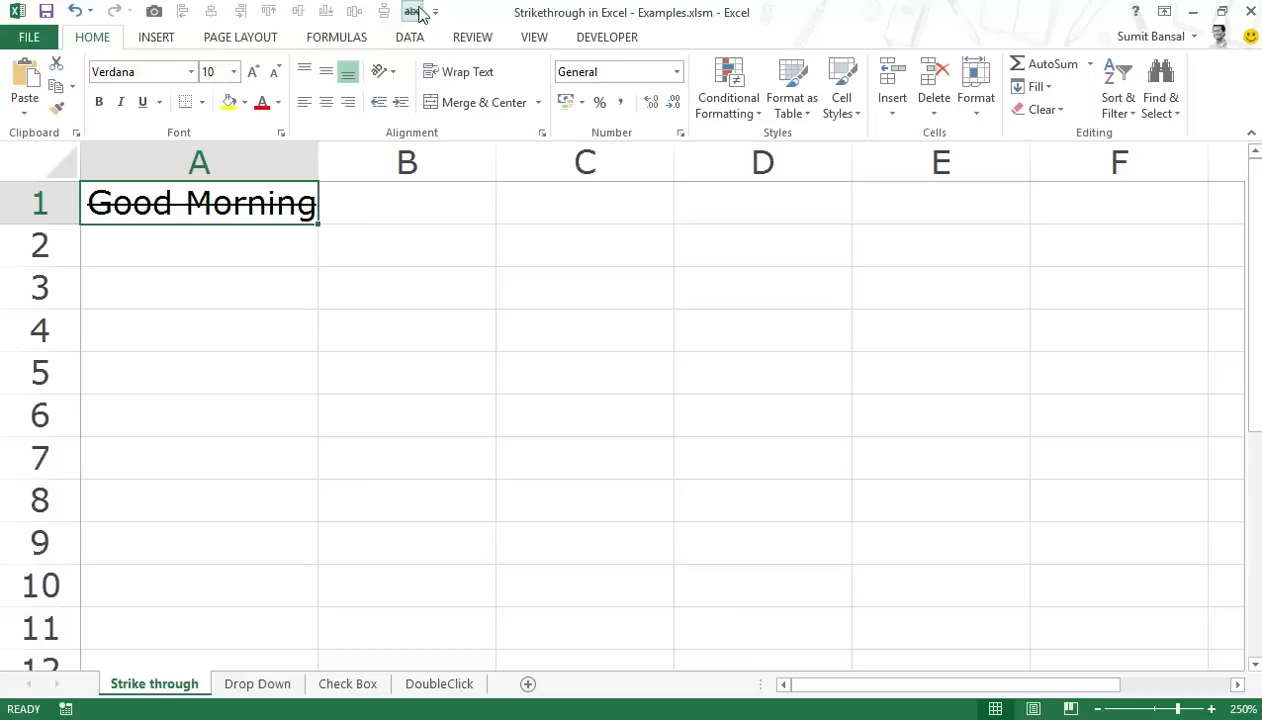 abc
Strikethrough in Excel - Examples.xlsm - Excel
?
FILE HOME INSERT PAGE LAYOUT FORMULAS DATA REVIEW VIEW DEVELOPER Sumit Bansal
Paste
Verdana 10
B I U A
Wrap Text
Merge & Center
General
% ,
Conditional Formatting
Format as Table
Cell Styles
Insert
Delete
Format
AutoSum
Fill
Clear
Sort & Filter
Find & Select
Clipboard Font Alignment Number Styles Cells Editing
A B C D E F
1 Good Morning
2
3
4
5
6
7
8
9
10
11
12
Strike through Drop Down Check Box DoubleClick
READY 250%